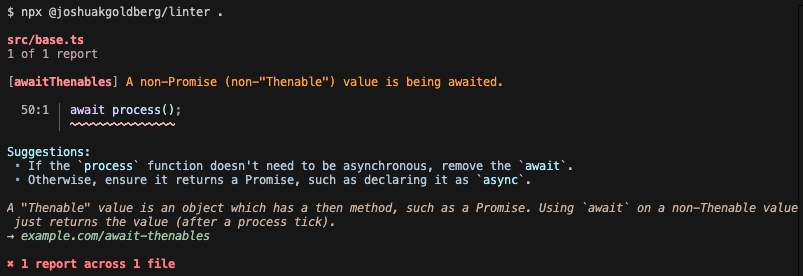 $ npx @joshuakgoldberg/linter .
src/base.ts
1 of 1 report
[awaitThenables] A non-Promise (non-"Thenable") value is being awaited.
50:1 await process();
Suggestions:
• If the `process` function doesn't need to be asynchronous, remove the `await`.
• Otherwise, ensure it returns a Promise, such as declaring it as `async`.
A "Thenable" value is an object which has a then method, such as a Promise. Using `await` on a non-Thenable value
just returns the value (after a process tick).
→ example.com/await-thenables
✖ 1 report across 1 file